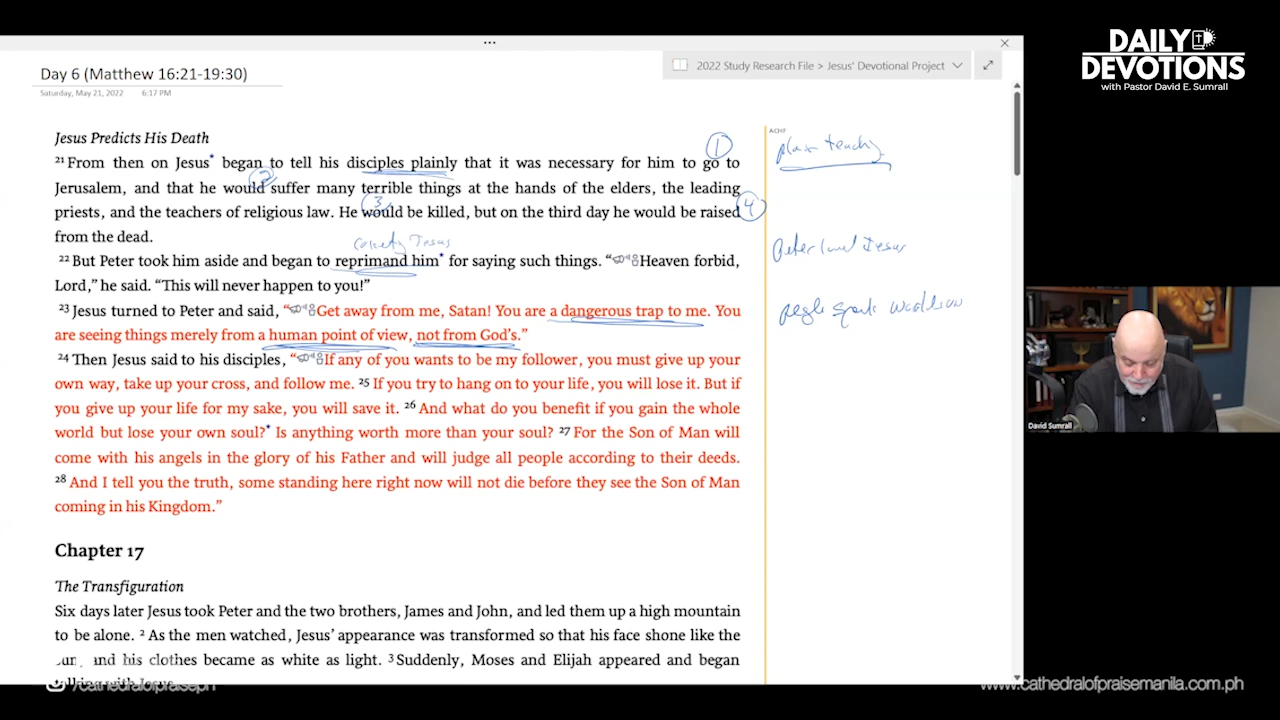 DAILY
DEVOTIONS
with Pastor David E. Sumrall
Day 6 (Matthew 16:21-19:30)
Saturday, May 21, 2022 6:17 PM
2022 Study Research File > Jesus' Devotional Project
Jesus Predicts His Death
21 From then on Jesus* began to tell his disciples plainly that it was necessary for him to go to
Jerusalem, and that he would suffer many terrible things at the hands of the elders, the leading
priests, and the teachers of religious law. He would be killed, but on the third day he would be raised
from the dead.
22 But Peter took him aside and began to reprimand him* for saying such things. “Heaven forbid,
Lord,” he said. “This will never happen to you!”
23 Jesus turned to Peter and said, “Get away from me, Satan! You are a dangerous trap to me. You
are seeing things merely from a human point of view, not from God’s.”
24 Then Jesus said to his disciples, “If any of you wants to be my follower, you must give up your
own way, take up your cross, and follow me. 25 If you try to hang on to your life, you will lose it. But if
you give up your life for my sake, you will save it. 26 And what do you benefit if you gain the whole
world but lose your own soul?* Is anything worth more than your soul? 27 For the Son of Man will
come with his angels in the glory of his Father and will judge all people according to their deeds.
28 And I tell you the truth, some standing here right now will not die before they see the Son of Man
coming in his Kingdom.”
Chapter 17
The Transfiguration
Six days later Jesus took Peter and the two brothers, James and John, and led them up a high mountain
to be alone. 2 As the men watched, Jesus’ appearance was transformed so that his face shone like the
and his clothes became as white as light. 3 Suddenly, Moses and Elijah appeared and began
1
2
3
4
Jesus
ACHF
plain teaching
Peter loved Jesus
people speak
David Sumrall
/cathedralofpraiseph
www.cathedralofpraisemanila.com.ph